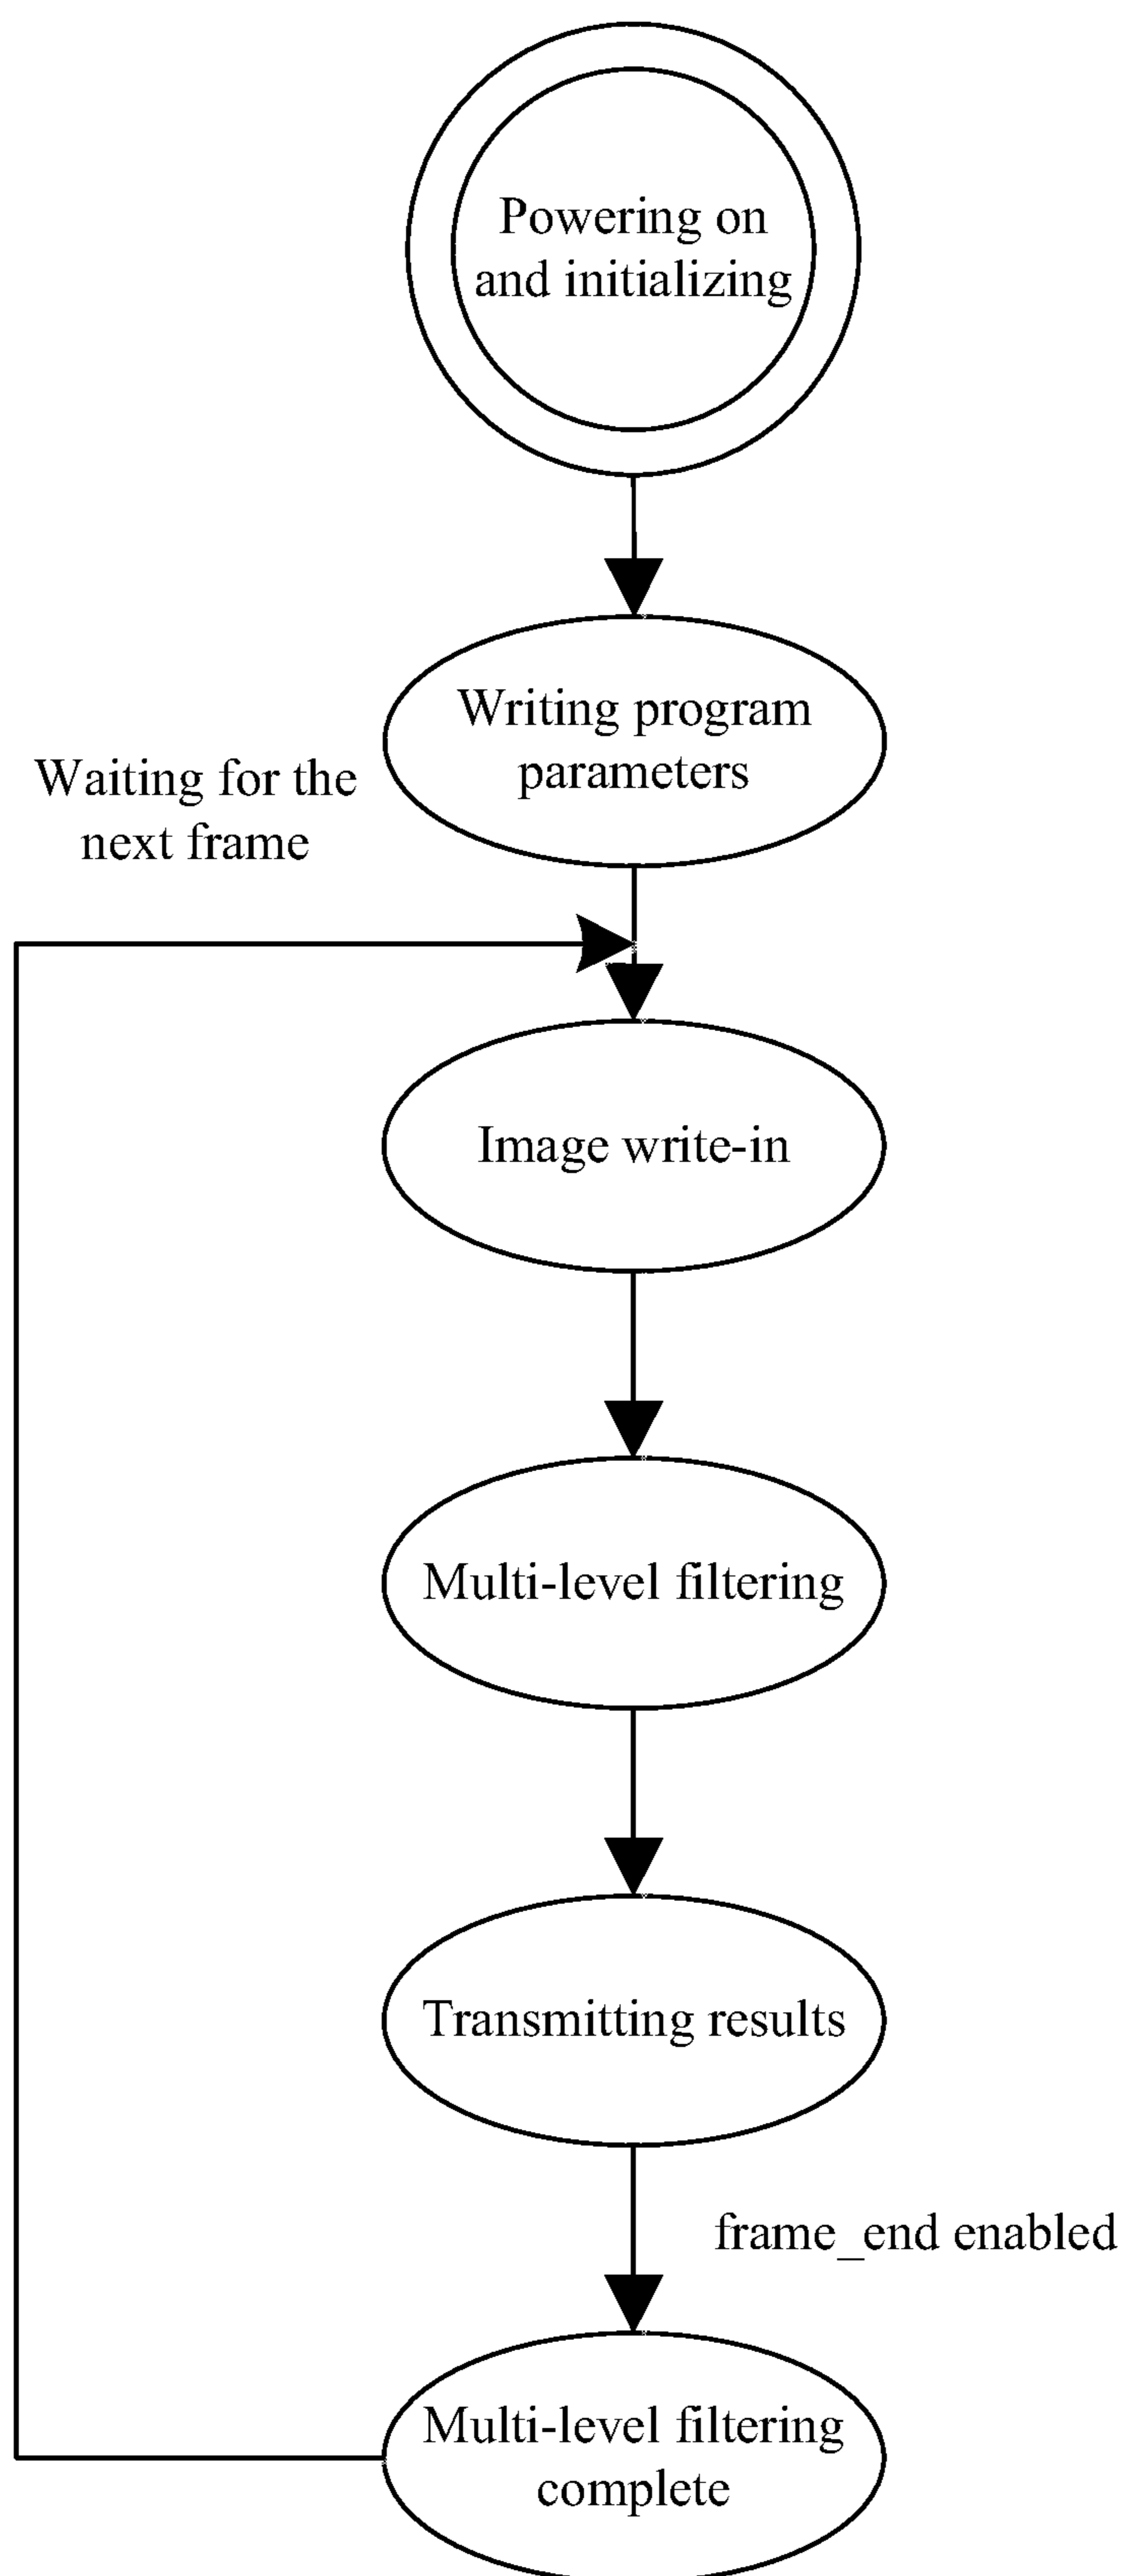 Powering on
and initializing
Writing program
parameters
Waiting for the
next frame
Image write-in
Multi-level filtering
Transmitting results
frame_end enabled
Multi-level filtering
complete